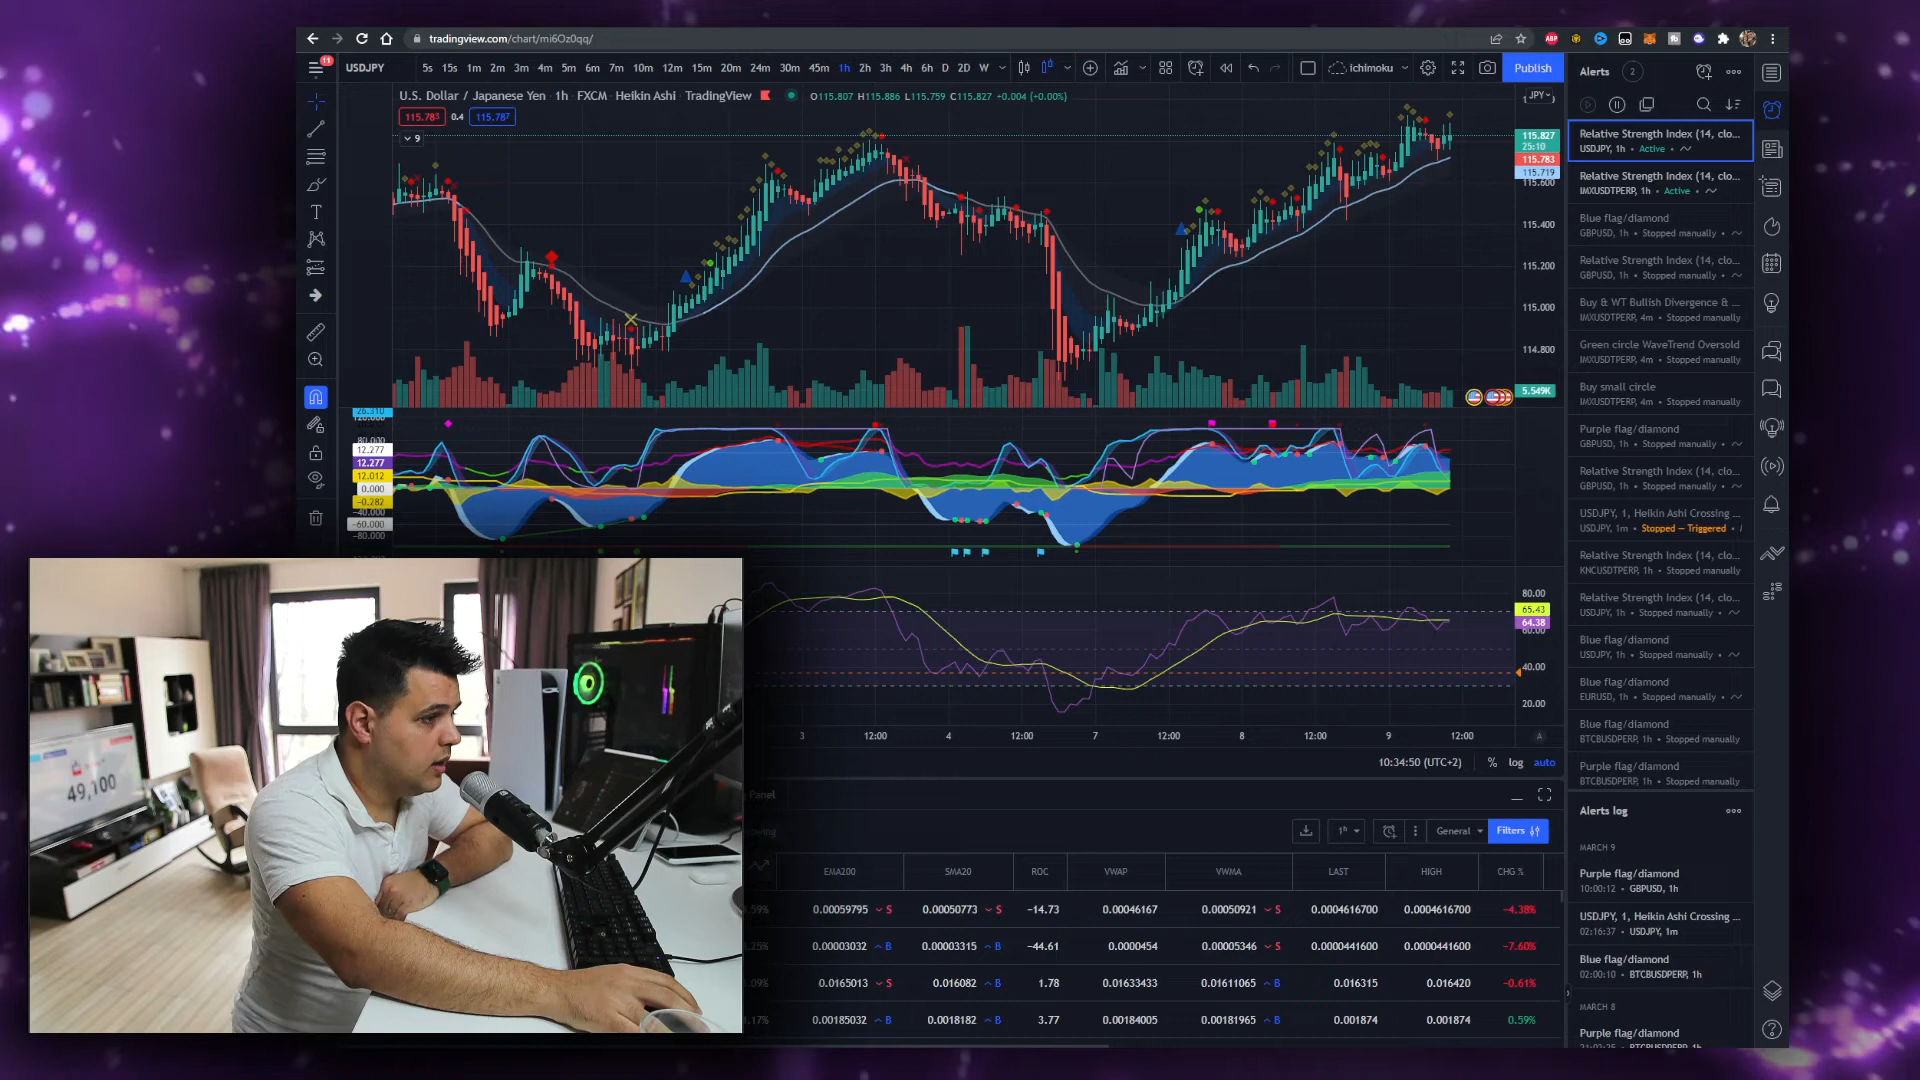 tradingview.com/chart/mi6Oz0qq/
11
USDJPY 5s 15s 1m 2m 3m 4m 5m 6m 7m 10m 12m 15m 20m 24m 30m 45m 1h 2h 3h 4h 6h D 2D W ichimoku Publish
U.S. Dollar / Japanese Yen · 1h · FXCM · Heikin Ashi · TradingView O115.807 H115.886 L115.759 C115.827 +0.004 (+0.00%)
115.783 0.4 115.787
9
JPY
115.827
25:10
115.783
115.719
115.600
115.400
115.200
115.000
114.800
5.549K
26.310
80.000
12.277
12.277
12.012
0.000
-0.282
-40.000
-60.000
-80.000
80.00
65.43
64.38
60.00
40.00
20.00
3 12:00 4 12:00 7 12:00 8 12:00 9 12:00
10:34:50 (UTC+2) % log auto
Panel
1h General Filters
EMA200 SMA20 ROC VWAP VWMA LAST HIGH CHG %
0.00059795 S 0.00050773 S −14.73 0.00046167 0.00050921 S 0.0004616700 0.0004616700 −4.38%
0.00003032 B 0.00003315 B −44.61 0.0000454 0.00005346 S 0.0000441600 0.0000441600 −7.60%
0.0165013 S 0.016082 B 1.78 0.01633433 0.01611065 B 0.016315 0.016420 −0.61%
0.00185032 B 0.0018182 B 3.77 0.00184005 0.00181965 B 0.001874 0.001874 0.59%
49,100
Alerts 2
Relative Strength Index (14, clo...
USDJPY, 1h • Active •
Relative Strength Index (14, clo...
IMXUSDTPERP, 1h • Active •
Blue flag/diamond
GBPUSD, 1h • Stopped manually •
Relative Strength Index (14, clo...
GBPUSD, 1h • Stopped manually •
Buy & WT Bullish Divergence & ...
IMXUSDTPERP, 4m • Stopped manually
Green circle WaveTrend Oversold
IMXUSDTPERP, 4m • Stopped manually
Buy small circle
IMXUSDTPERP, 4m • Stopped manually
Purple flag/diamond
GBPUSD, 1h • Stopped manually •
Relative Strength Index (14, clo...
GBPUSD, 1h • Stopped manually •
USDJPY, 1, Heikin Ashi Crossing ...
USDJPY, 1m • Stopped — Triggered •
Relative Strength Index (14, clo...
KNCUSDTPERP, 1h • Stopped manually
Relative Strength Index (14, clo...
USDJPY, 1h • Stopped manually •
Blue flag/diamond
USDJPY, 1h • Stopped manually •
Blue flag/diamond
EURUSD, 1h • Stopped manually •
Blue flag/diamond
BTCBUSDPERP, 1h • Stopped manually
Purple flag/diamond
BTCBUSDPERP, 1h • Stopped manually
Alerts log
MARCH 9
Purple flag/diamond
10:00:12 • GBPUSD, 1h
USDJPY, 1, Heikin Ashi Crossing ...
02:16:37 • USDJPY, 1m
Blue flag/diamond
02:00:10 • BTCBUSDPERP, 1h
MARCH 8
Purple flag/diamond